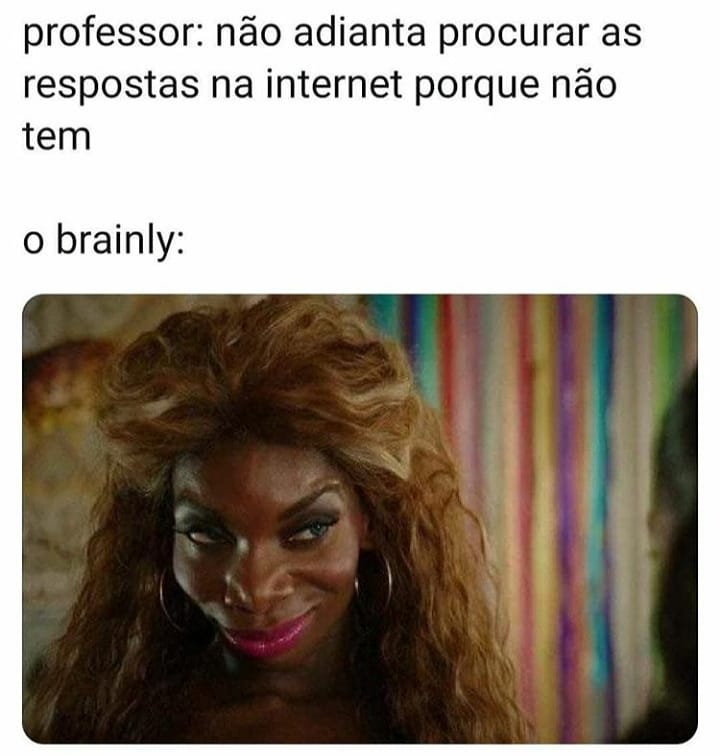 professor: não adianta procurar as
respostas na internet porque não
tem
o brainly: